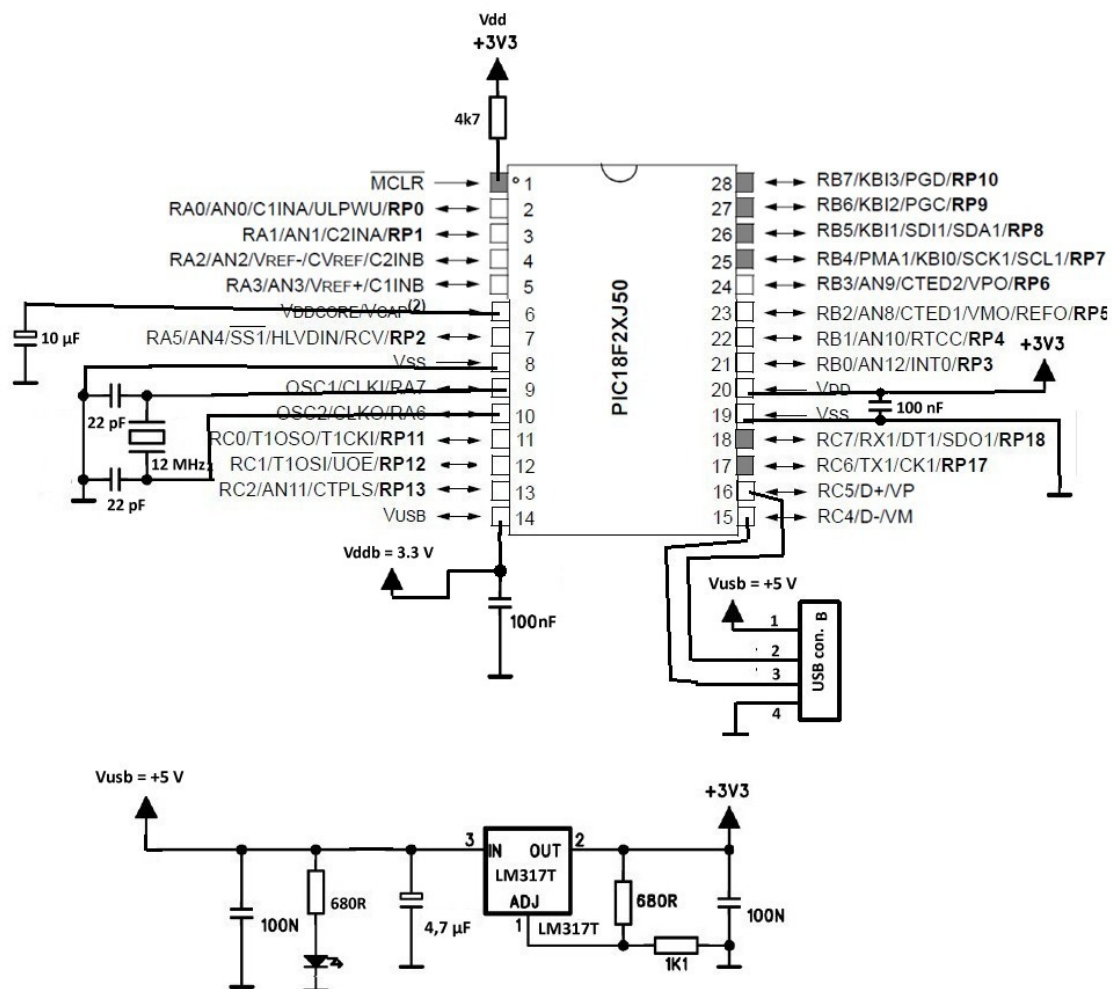 Vdd
+3V3
4k7
MCLR 1 28 RB7/KBI3/PGD/RP10
RA0/AN0/C1INA/ULPWU/RP0 2 27 RB6/KBI2/PGC/RP9
RA1/AN1/C2INA/RP1 3 26 RB5/KBI1/SDI1/SDA1/RP8
RA2/AN2/VREF-/CVREF/C2INB 4 25 RB4/PMA1/KBI0/SCK1/SCL1/RP7
RA3/AN3/VREF+/C1INB 5 24 RB3/AN9/CTED2/VPO/RP6
VDDCORE/VCAP(2) 6 23 RB2/AN8/CTED1/VMO/REFO/RP5
10 µF
RA5/AN4/SS1/HLVDIN/RCV/RP2 7 22 RB1/AN10/RTCC/RP4
+3V3
VSS 8 21 RB0/AN12/INT0/RP3
OSC1/CLKI/RA7 9 20 VDD
100 nF
OSC2/CLKO/RA6 10 19 VSS
22 pF
RC0/T1OSO/T1CKI/RP11 11 18 RC7/RX1/DT1/SDO1/RP18
12 MHz
RC1/T1OSI/UOE/RP12 12 17 RC6/TX1/CK1/RP17
RC2/AN11/CTPLS/RP13 13 16 RC5/D+/VP
22 pF
VUSB 14 15 RC4/D-/VM
PIC18F2XJ50
Vddb = 3.3 V
100nF
Vusb = +5 V
1
2
3
4
USB con. B
Vusb = +5 V
+3V3
3 IN OUT 2
LM317T
ADJ
1
LM317T
100N
680R
4,7 µF
680R
1K1
100N